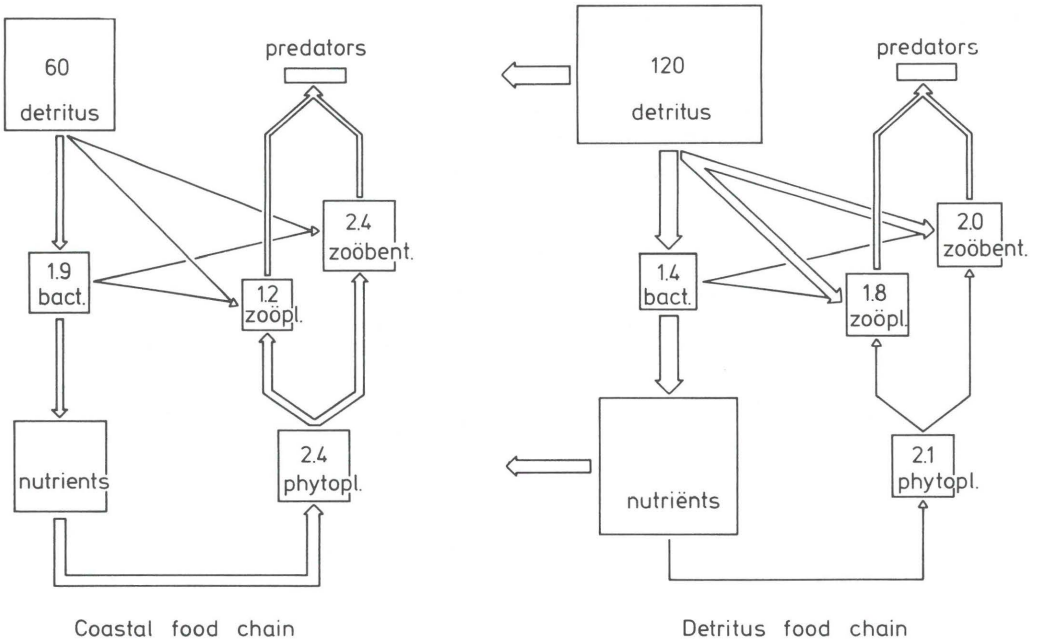 60
detritus
predators
2.4
zoöbent.
1.9
bact.
1.2
zoöpl.
nutrients
2.4
phytopl.
Coastal food chain
120
detritus
predators
2.0
zoöbent.
1.4
bact.
1.8
zoöpl.
nutriënts
2.1
phytopl.
Detritus food chain